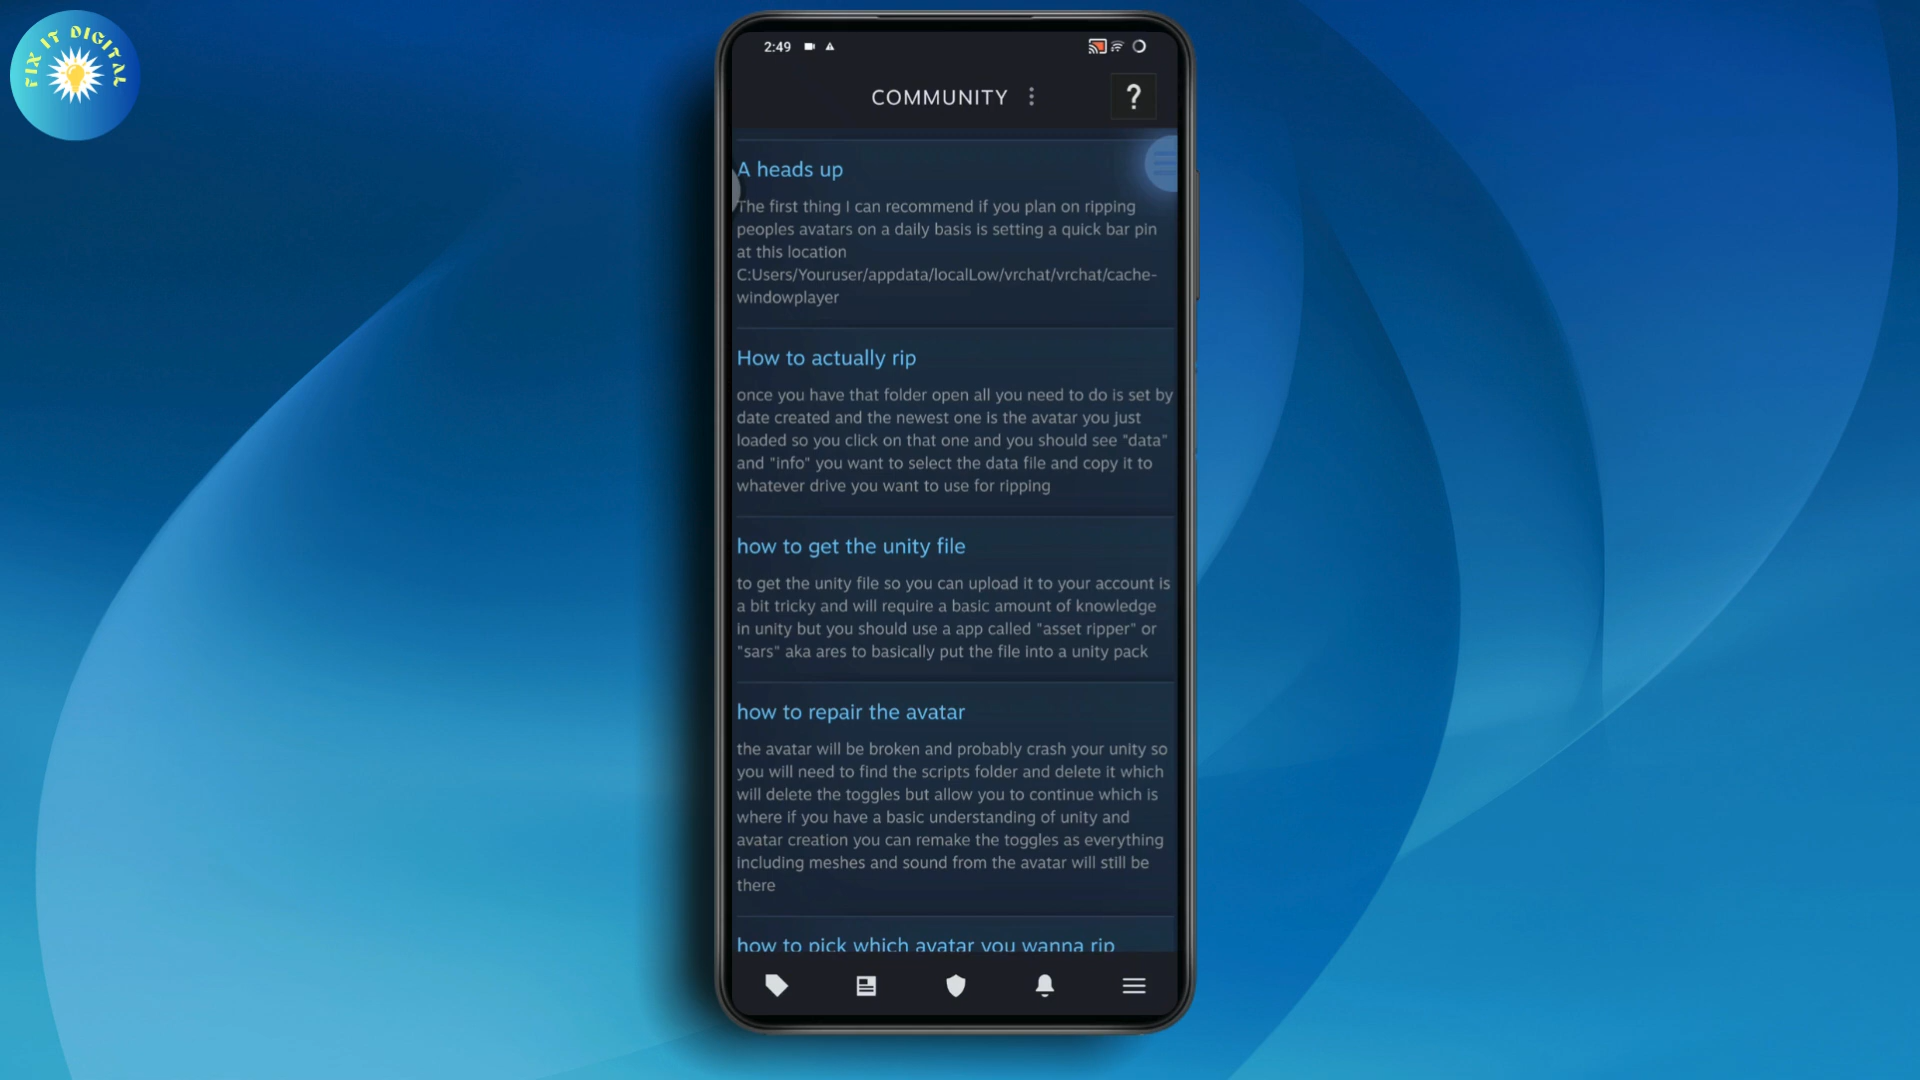 FIX IT DIGITAL
2:49
COMMUNITY
?
A heads up
The first thing I can recommend if you plan on ripping
peoples avatars on a daily basis is setting a quick bar pin
at this location
C:Users/Youruser/appdata/localLow/vrchat/vrchat/cache-
windowplayer
How to actually rip
once you have that folder open all you need to do is set by
date created and the newest one is the avatar you just
loaded so you click on that one and you should see "data"
and "info" you want to select the data file and copy it to
whatever drive you want to use for ripping
how to get the unity file
to get the unity file so you can upload it to your account is
a bit tricky and will require a basic amount of knowledge
in unity but you should use a app called "asset ripper" or
"sars" aka ares to basically put the file into a unity pack
how to repair the avatar
the avatar will be broken and probably crash your unity so
you will need to find the scripts folder and delete it which
will delete the toggles but allow you to continue which is
where if you have a basic understanding of unity and
avatar creation you can remake the toggles as everything
including meshes and sound from the avatar will still be
there
how to pick which avatar you wanna rip